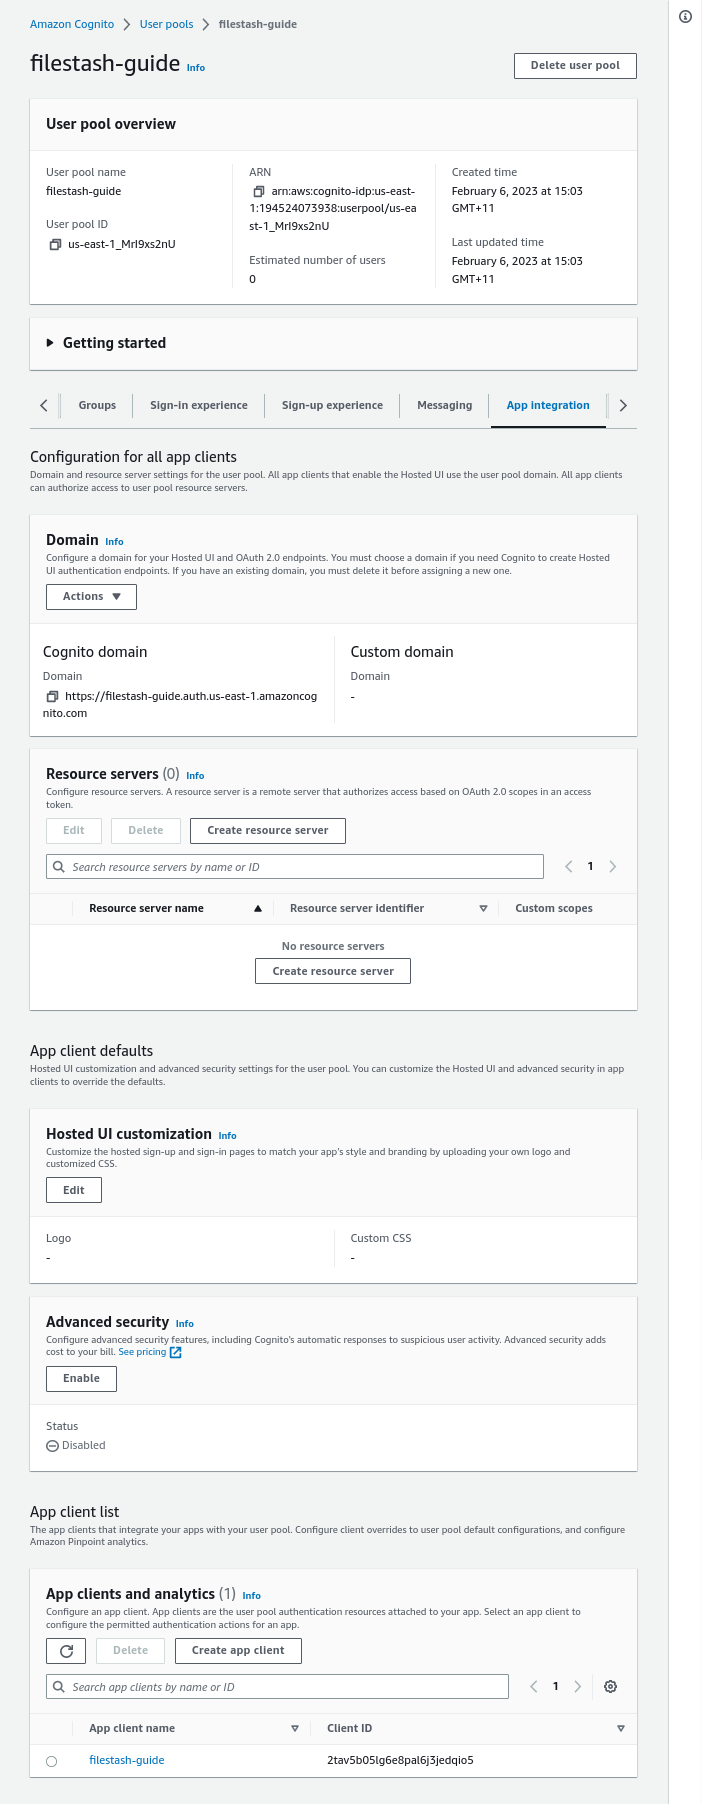 Amazon Cognito > User pools > filestash-guide
filestash-guide Info
Delete user pool
User pool overview
User pool name
filestash-guide
User pool ID
us-east-1_MrI9xs2nU
ARN
arn:aws:cognito-idp:us-east-
1:194524073938:userpool/us-ea
st-1_MrI9xs2nU
Estimated number of users
0
Created time
February 6, 2023 at 15:03
GMT+11
Last updated time
February 6, 2023 at 15:03
GMT+11
Getting started
Groups Sign-in experience Sign-up experience Messaging App integration
Configuration for all app clients
Domain and resource server settings for the user pool. All app clients that enable the Hosted UI use the user pool domain. All app clients
can authorize access to user pool resource servers.
Domain Info
Configure a domain for your Hosted UI and OAuth 2.0 endpoints. You must choose a domain if you need Cognito to create Hosted
UI authentication endpoints. If you have an existing domain, you must delete it before assigning a new one.
Actions
Cognito domain
Domain
https://filestash-guide.auth.us-east-1.amazoncog
nito.com
Custom domain
Domain
-
Resource servers (0) Info
Configure resource servers. A resource server is a remote server that authorizes access based on OAuth 2.0 scopes in an access
token.
Edit Delete Create resource server
Search resource servers by name or ID
1
Resource server name Resource server identifier Custom scopes
No resource servers
Create resource server
App client defaults
Hosted UI customization and advanced security settings for the user pool. You can customize the Hosted UI and advanced security in app
clients to override the defaults.
Hosted UI customization Info
Customize the hosted sign-up and sign-in pages to match your app's style and branding by uploading your own logo and
customized CSS.
Edit
Logo
-
Custom CSS
-
Advanced security Info
Configure advanced security features, including Cognito's automatic responses to suspicious user activity. Advanced security adds
cost to your bill. See pricing
Enable
Status
Disabled
App client list
The app clients that integrate your apps with your user pool. Configure client overrides to user pool default configurations, and configure
Amazon Pinpoint analytics.
App clients and analytics (1) Info
Configure an app client. App clients are the user pool authentication resources attached to your app. Select an app client to
configure the permitted authentication actions for an app.
Delete Create app client
Search app clients by name or ID
1
App client name Client ID
filestash-guide 2tav5b05lg6e8pal6j3jedqio5